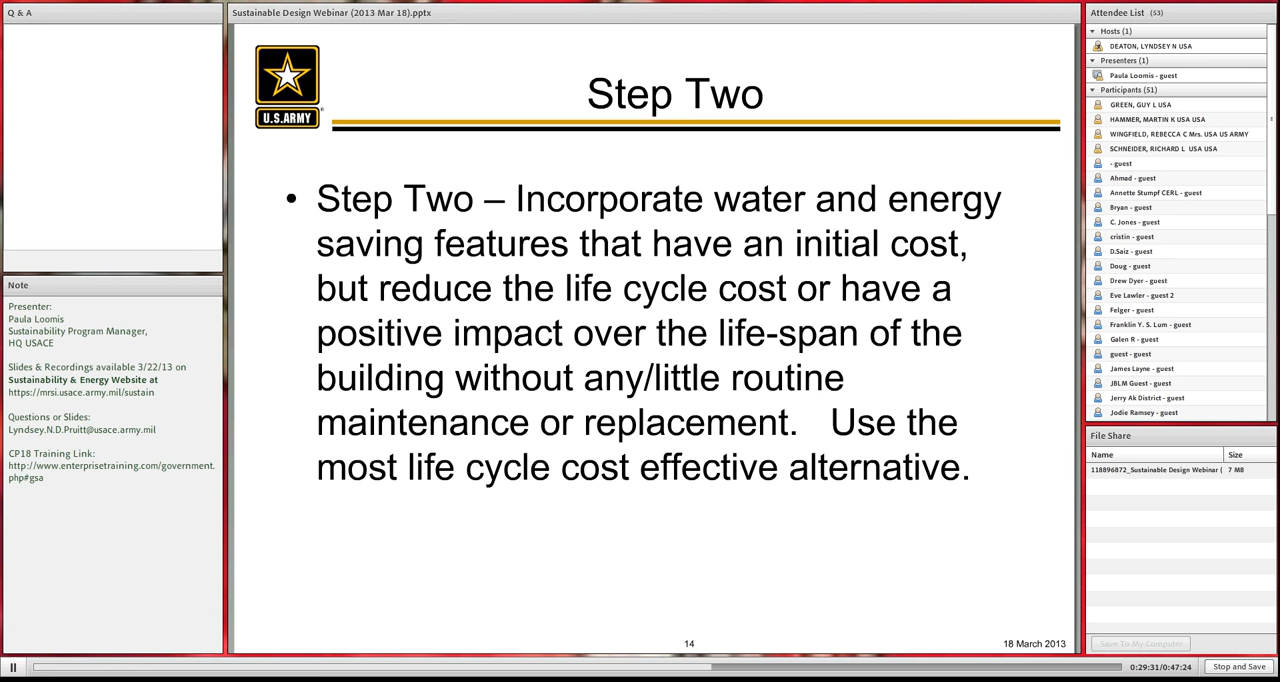 Q & A
Note
Presenter:
Paula Loomis
Sustainability Program Manager,
HQ USACE
Slides & Recordings available 3/22/13 on
Sustainability & Energy Website at
https://mrsi.usace.army.mil/sustain
Questions or Slides:
Lyndsey.N.D.Pruitt@usace.army.mil
CP18 Training Link:
http://www.enterprisetraining.com/government.
php#gsa
Sustainable Design Webinar (2013 Mar 18).pptx
U.S.ARMY
Step Two
• Step Two – Incorporate water and energy
saving features that have an initial cost,
but reduce the life cycle cost or have a
positive impact over the life-span of the
building without any/little routine
maintenance or replacement. Use the
most life cycle cost effective alternative.
14
18 March 2013
Attendee List (53)
Hosts (1)
DEATON, LYNDSEY N USA
Presenters (1)
Paula Loomis - guest
Participants (51)
GREEN, GUY L USA
HAMMER, MARTIN K USA USA
WINGFIELD, REBECCA C Mrs. USA US ARMY
SCHNEIDER, RICHARD L USA USA
- guest
Ahmad - guest
Annette Stumpf CERL - guest
Bryan - guest
C. Jones - guest
cristin - guest
D.Saiz - guest
Doug - guest
Drew Dyer - guest
Eve Lawler - guest 2
Felger - guest
Franklin Y. S. Lum - guest
Galen R - guest
guest - guest
James Layne - guest
JBLM Guest - guest
Jerry Ak District - guest
Jodie Ramsey - guest
File Share
Name Size
118896872_Sustainable Design Webinar ( 7 MB
Save To My Computer
0:29:31/0:47:24
Stop and Save